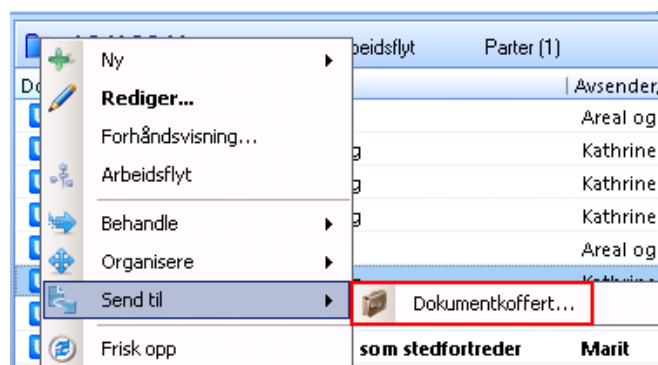 beidsflyt Parter (1)
Ny
Do Avsender,
Rediger...
Areal og
Forhåndsvisning...
g Kathrine
Arbeidsflyt
g Kathrine
Behandle g Kathrine
Organisere Areal og
Send til Dokumentkoffert...
Frisk opp som stedfortreder Marit